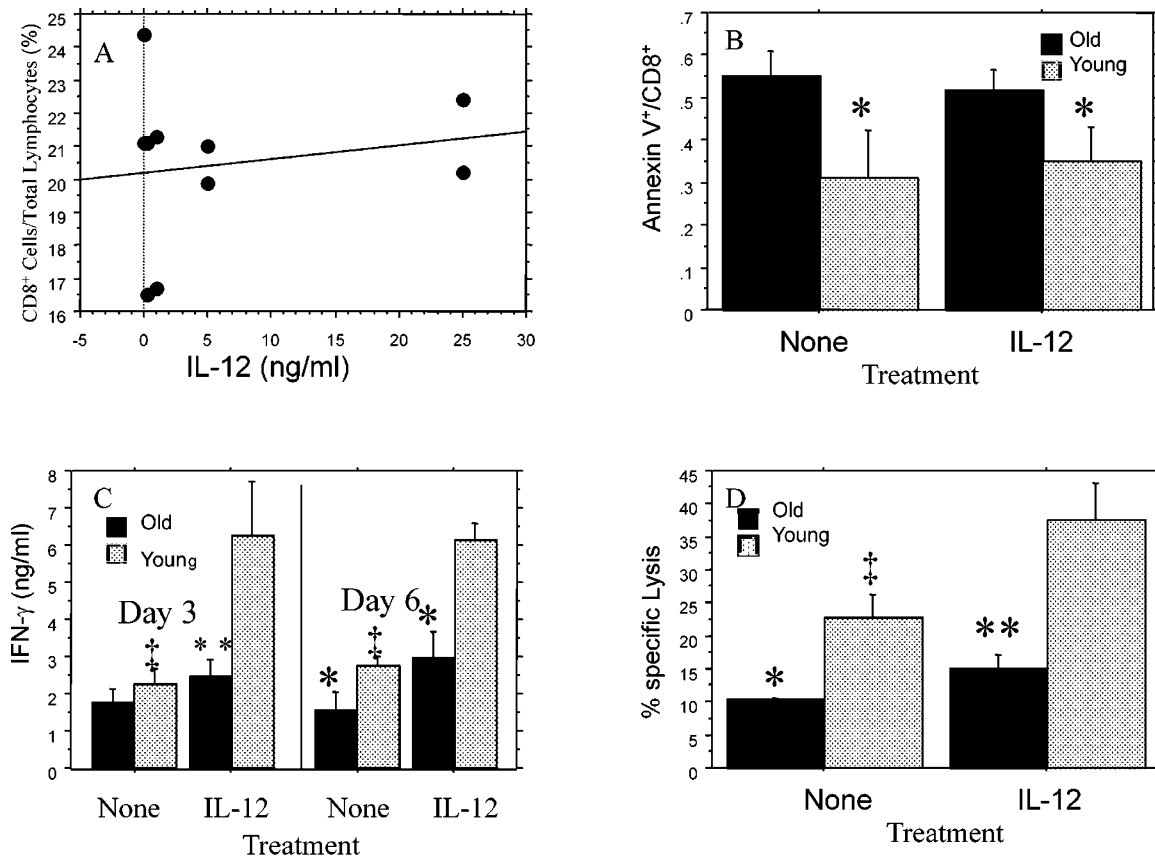 A
CD8⁺ Cells/Total Lymphocytes (%)
25
24
23
22
21
20
19
18
17
16
-5 0 5 10 15 20 25 30
IL-12 (ng/ml)
B
Old
Young
Annexin V⁺/CD8⁺
.7
.6
.5
.4
.3
.2
.1
0
* *
None IL-12
Treatment
C
Old
Young
IFN-γ (ng/ml)
8
7
6
5
4
3
2
1
0
Day 3 Day 6
‡ ** * ‡ *
None IL-12 None IL-12
Treatment
D
Old
Young
% specific Lysis
45
40
35
30
25
20
15
10
5
0
* ‡ **
None IL-12
Treatment